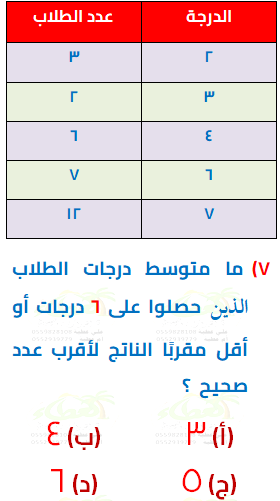 الدرجة عدد الطلاب
٢ ٣
٣ ٢
٤ ٦
٦ ٧
٧ ١٢
٧) ما متوسط درجات الطلاب
الذين حصلوا على ٦ درجات أو
أقل مقربًا الناتج لأقرب عدد
صحيح ؟
(أ) ٣ (ب) ٤
(ج) ٥ (د) ٦